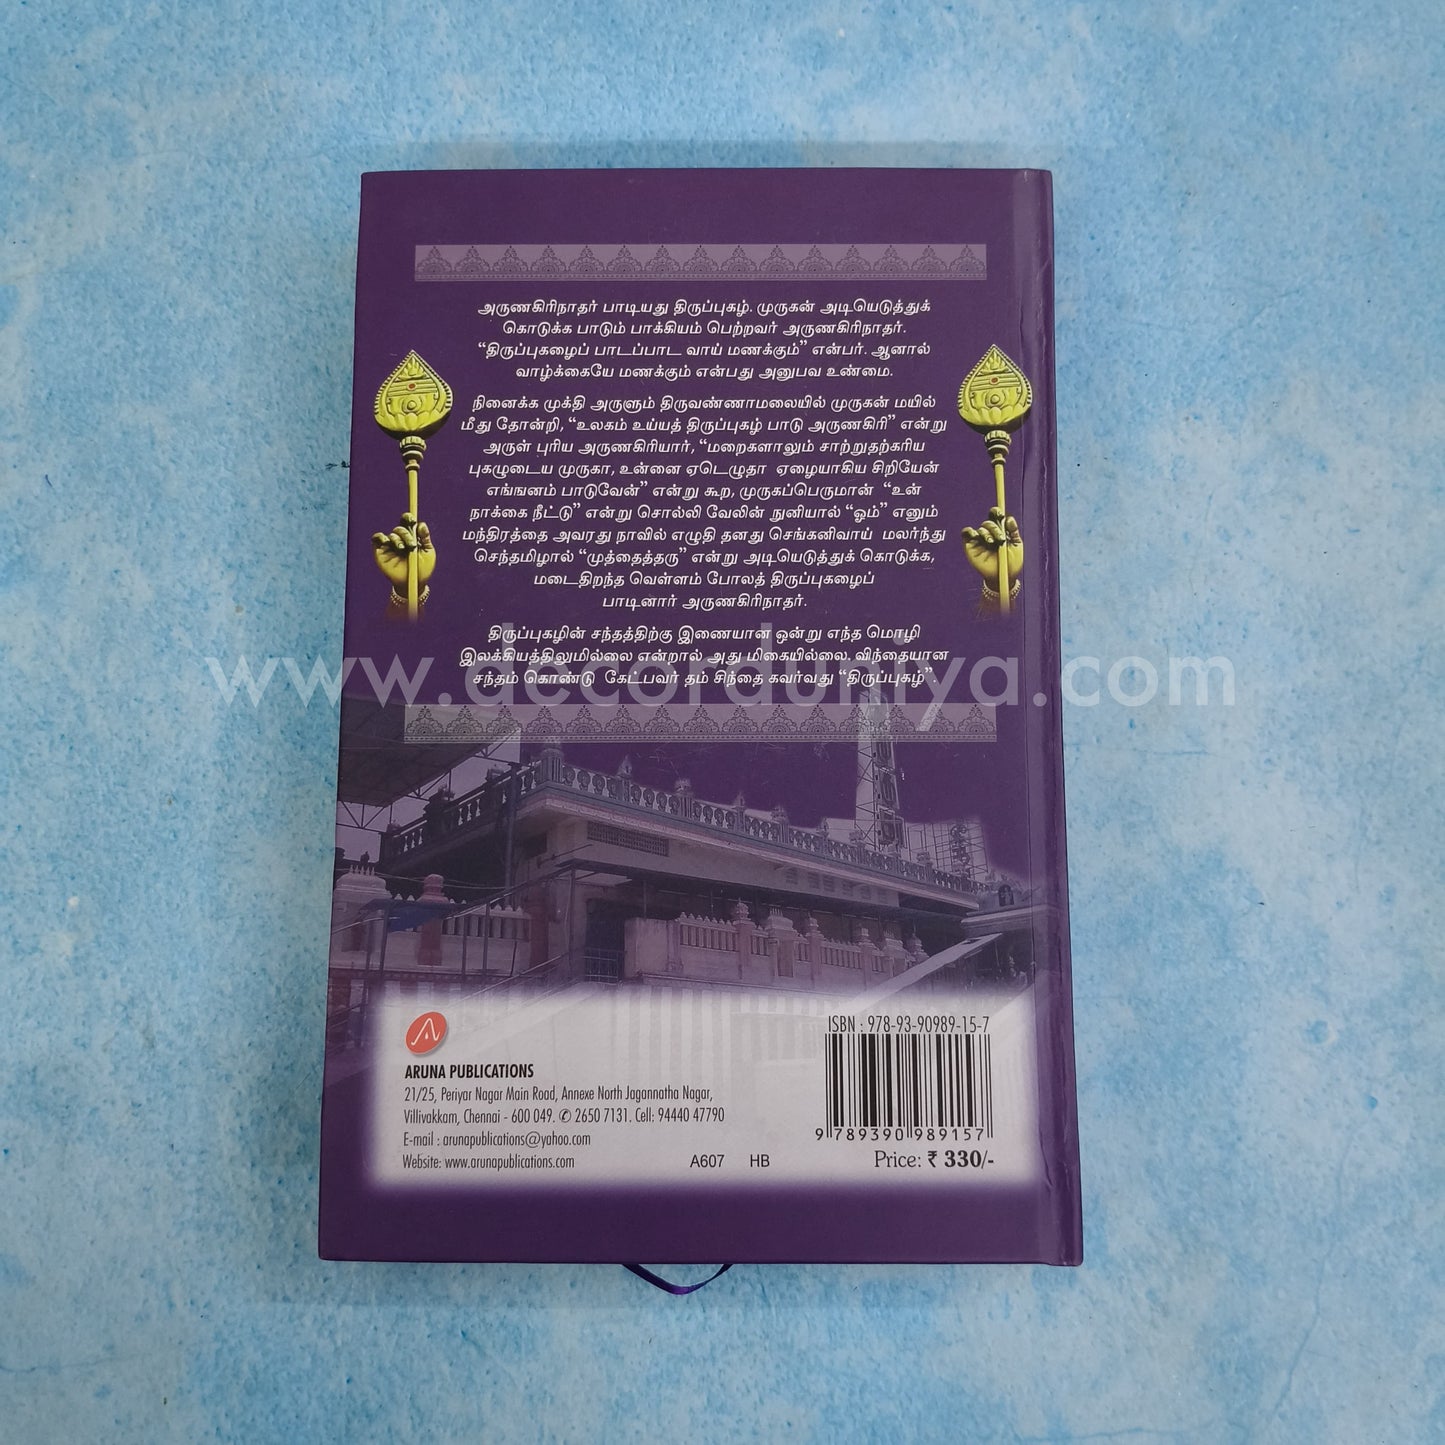 அருணகிரிநாதர் பாடியது திருப்புகழ். முருகன் அடியெடுத்துக்
கொடுக்க பாடும் பாக்கியம் பெற்றவர் அருணகிரிநாதர்.
“திருப்புகழைப் பாடப்பாட வாய் மணக்கும்” என்பர். ஆனால்
வாழ்க்கையே மணக்கும் என்பது அனுபவ உண்மை.
நினைக்க முக்தி அருளும் திருவண்ணாமலையில் முருகன் மயில்
மீது தோன்றி, “உலகம் உய்யத் திருப்புகழ் பாடு அருணகிரி” என்று
அருள் புரிய அருணகிரியார், “மறைகளாலும் சாற்றுதற்கரிய
புகழுடைய முருகா, உன்னை ஏடெழுதா ஏழையாகிய சிறியேன்
எங்ஙனம் பாடுவேன்” என்று கூற, முருகப்பெருமான் “உன்
நாக்கை நீட்டு” என்று சொல்லி வேலின் நுனியால் “ஓம்” எனும்
மந்திரத்தை அவரது நாவில் எழுதி தனது செங்கனிவாய் மலர்ந்து
செந்தமிழால் “முத்தைத்தரு” என்று அடியெடுத்துக் கொடுக்க,
மடைதிறந்த வெள்ளம் போலத் திருப்புகழைப்
பாடினார் அருணகிரிநாதர்.
திருப்புகழின் சந்தத்திற்கு இணையான ஒன்று எந்த மொழி
இலக்கியத்திலுமில்லை என்றால் அது மிகையில்லை. விந்தையான
சந்தம் கொண்டு கேட்பவர் தம் சிந்தை கவர்வது “திருப்புகழ்”.
www.decorduniya.com
ISBN : 978-93-90989-15-7
ARUNA PUBLICATIONS
21/25, Periyar Nagar Main Road, Annexe North Jagannatha Nagar,
Villivakkam, Chennai - 600 049. ✆ 2650 7131. Cell: 94440 47790
E-mail : arunapublications@yahoo.com
Website: www.arunapublications.com
A607 HB
9 789390 989157
Price: ₹ 330/-